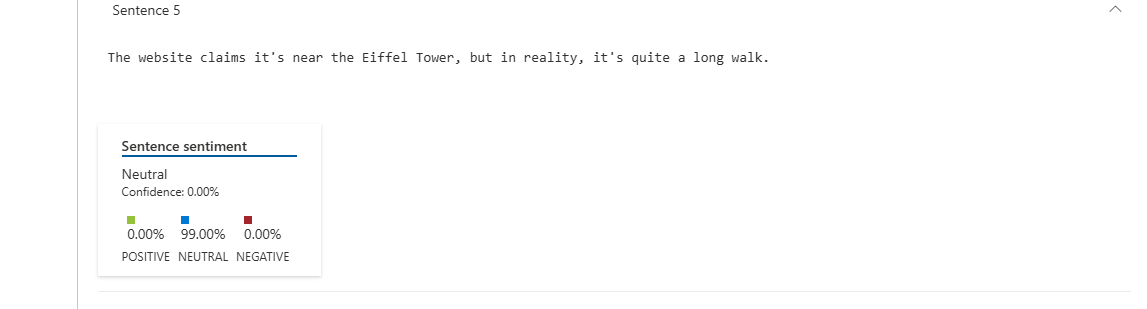 Sentence 5
The website claims it's near the Eiffel Tower, but in reality, it's quite a long walk.
Sentence sentiment
Neutral
Confidence: 0.00%
0.00% 99.00% 0.00%
POSITIVE NEUTRAL NEGATIVE